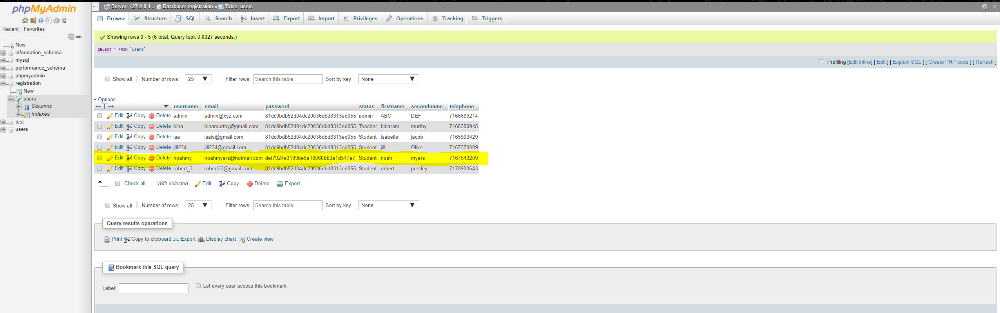 phpMyAdmin
Recent Favorites
New
information_schema
mysql
performance_schema
phpmyadmin
registration
New
users
Columns
Indexes
test
users
Server: 127.0.0.1 » Database: registration » Table: users
Browse Structure SQL Search Insert Export Import Privileges Operations Tracking Triggers
Showing rows 0 - 5 (6 total, Query took 0.0027 seconds.)
SELECT * FROM `users`
Profiling [Edit inline] [ Edit ] [ Explain SQL ] [ Create PHP code ] [ Refresh ]
Show all | Number of rows: 25 Filter rows: Search this table Sort by key: None
+ Options
username email password status firstname secondname telephone
Edit Copy Delete admin admin@xyz.com 81dc9bdb52d04dc20036dbd8313ed055 admin ABC DEF 7166689214
Edit Copy Delete bina binamurthy@gmail.com 81dc9bdb52d04dc20036dbd8313ed055 Teacher binaram murthy 7168300945
Edit Copy Delete isa isais@gmail.com 81dc9bdb52d04dc20036dbd8313ed055 Student isabelle jacob 7165903429
Edit Copy Delete jill234 jill234@gmail.com 81dc9bdb52d04dc20036dbd8313ed055 Student jill Olive 7167370009
Edit Copy Delete noahmy noahmyers@hotmail.com def7924e3199be5e18060bb3e1d547a7 Student noah myers 7167543209
Edit Copy Delete robert_3 robert33@gmail.com 81dc9bdb52d04dc20036dbd8313ed055 Student robert presley 7178900643
Check all With selected: Edit Copy Delete Export
Show all | Number of rows: 25 Filter rows: Search this table Sort by key: None
Query results operations
Print Copy to clipboard Export Display chart Create view
Bookmark this SQL query
Label: Let every user access this bookmark